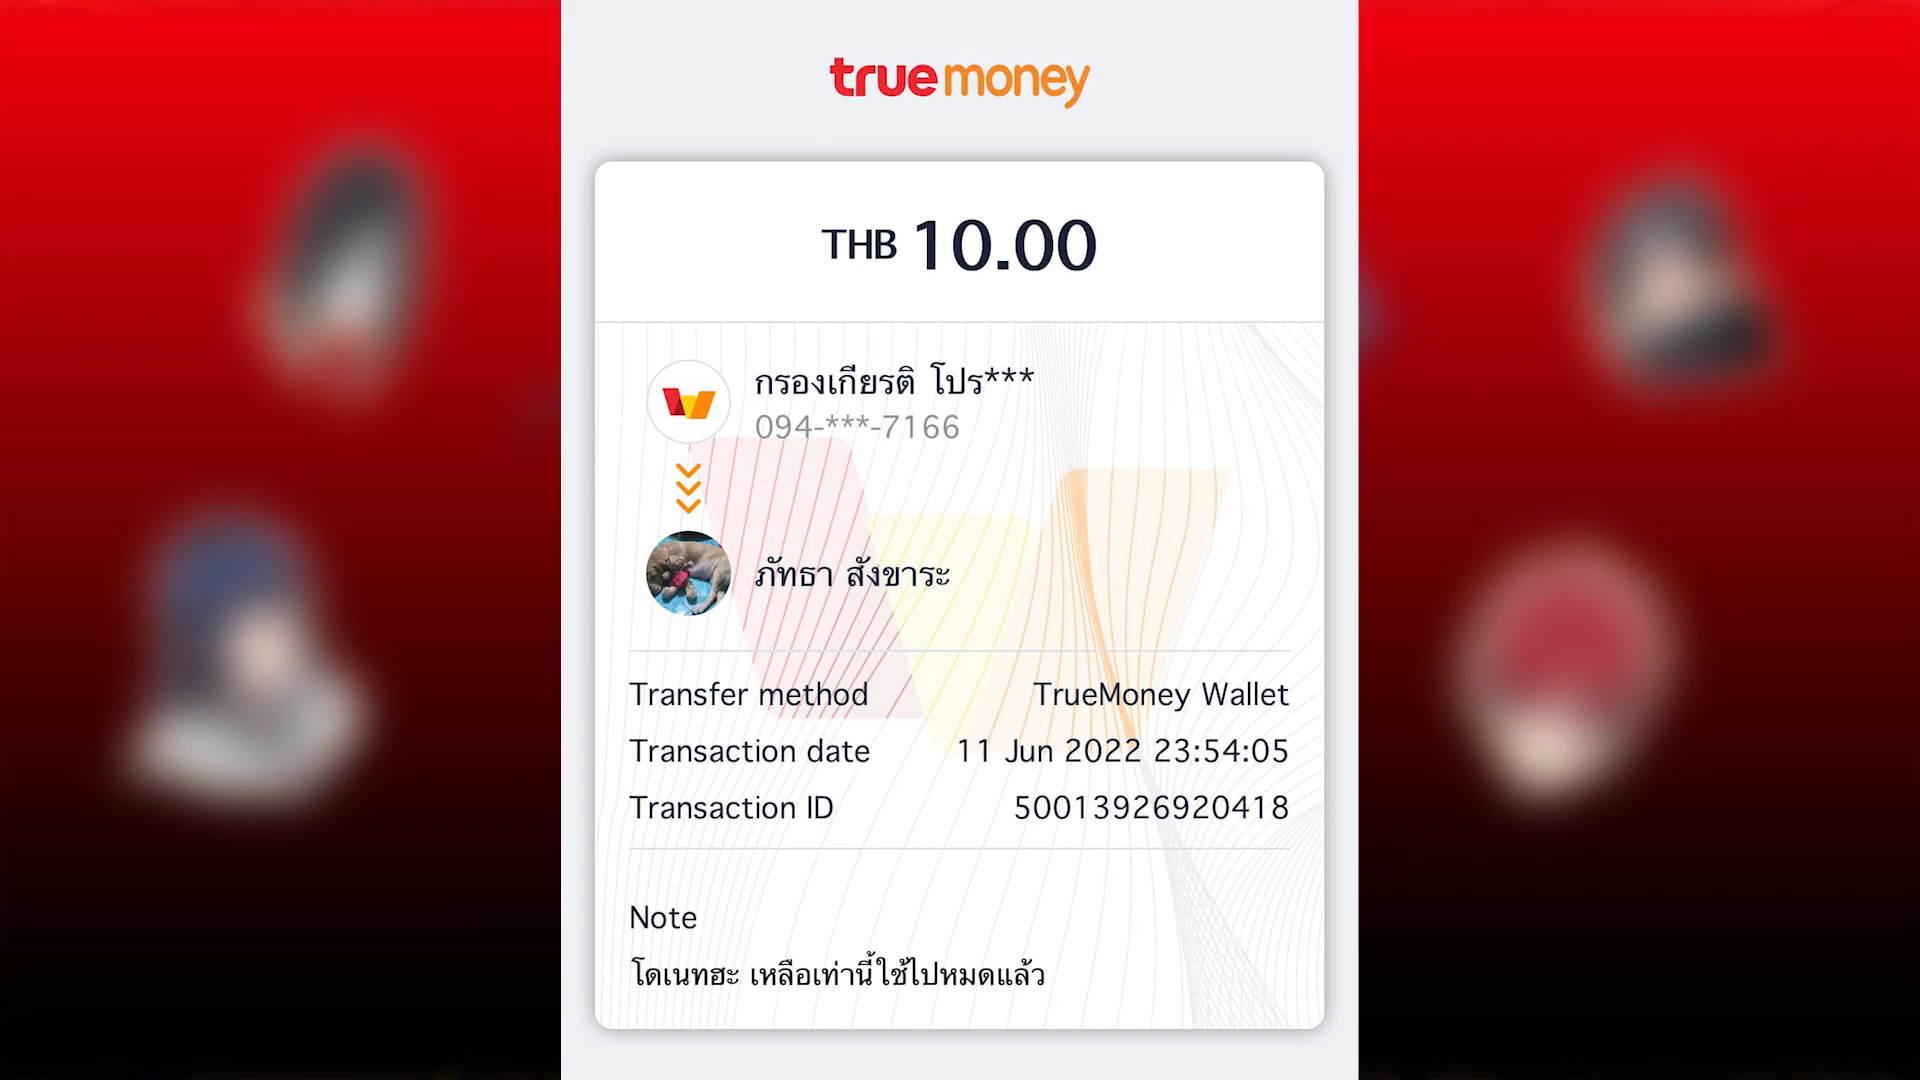 truemoney
THB 10.00
กรองเกียรติ โปร***
094-***-7166
ภัทธา สังขาระ
Transfer method TrueMoney Wallet
Transaction date 11 Jun 2022 23:54:05
Transaction ID 50013926920418
Note
โดเนทฮะ เหลือเท่านี้ใช้ไปหมดแล้ว